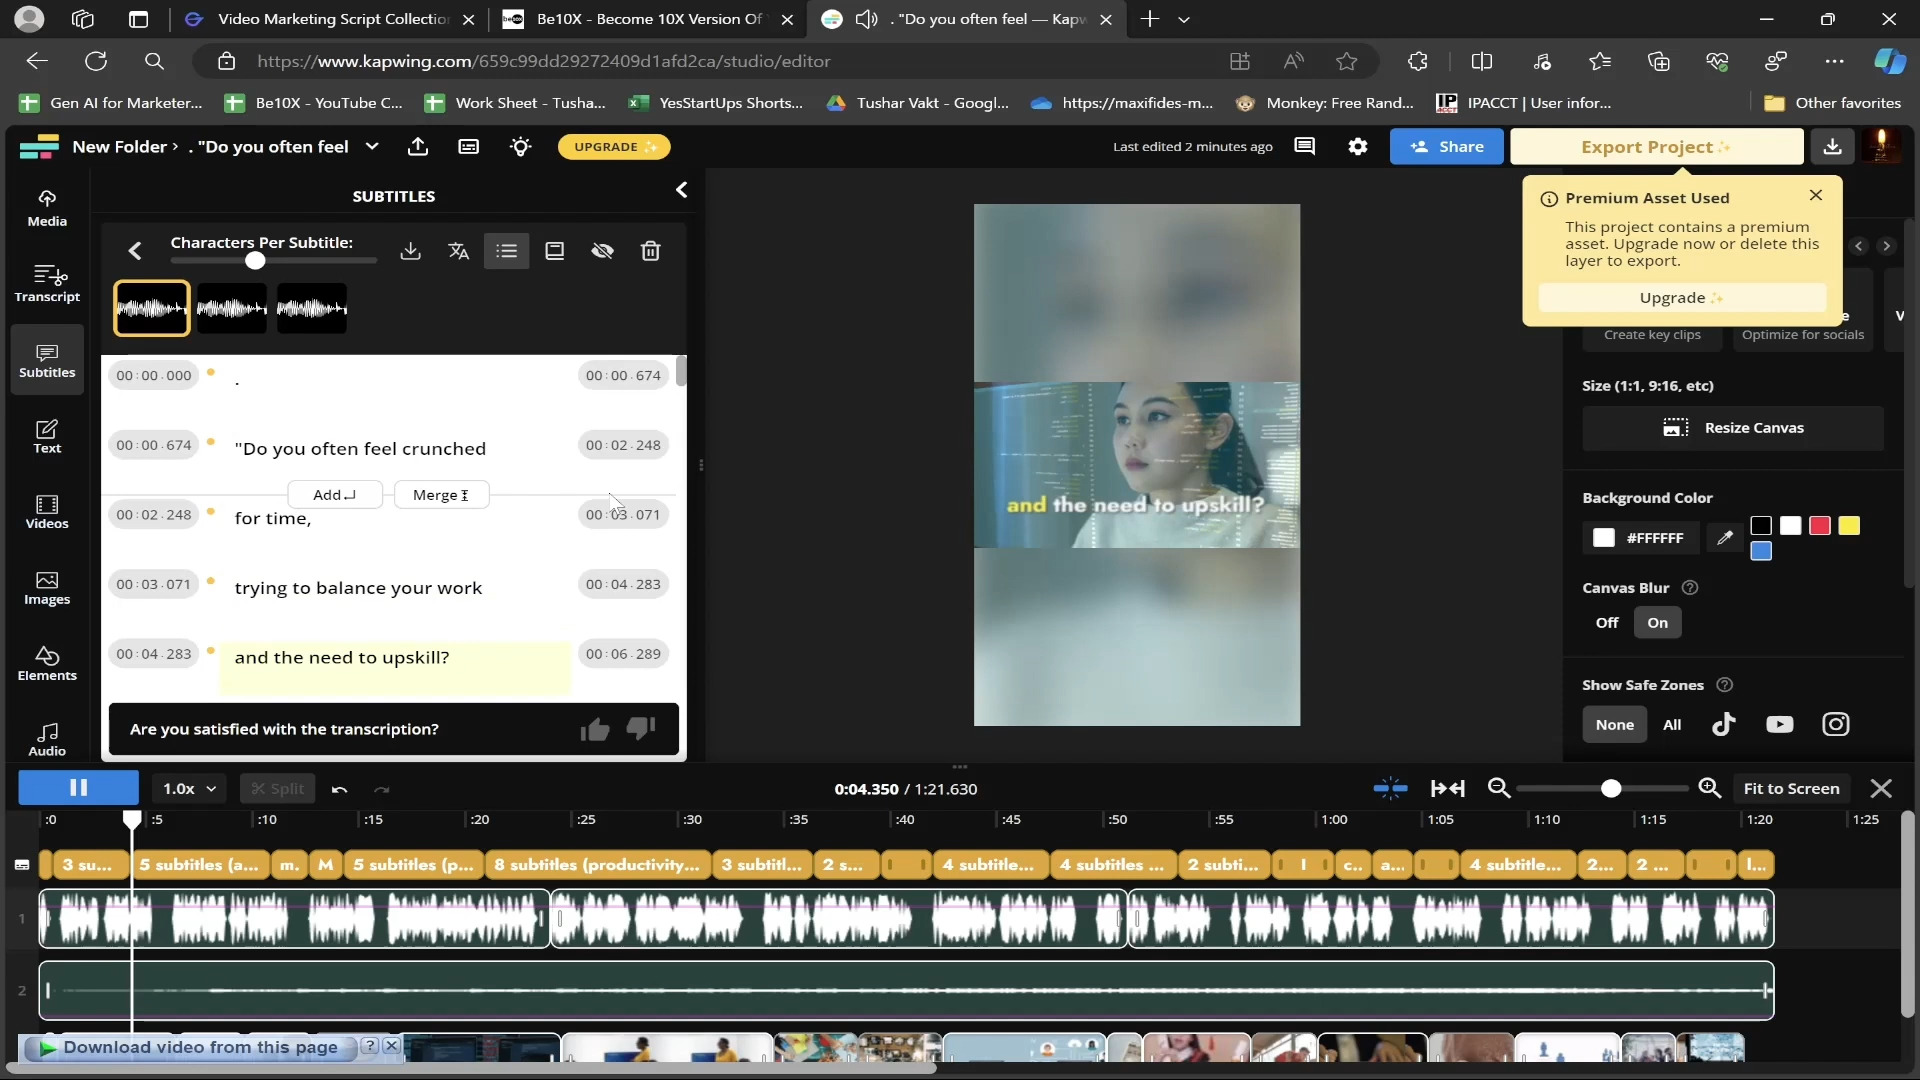 Video Marketing Script Collectio
Be10X - Become 10X Version Of
. "Do you often feel — Kapw
https://www.kapwing.com/659c99dd29272409d1afd2ca/studio/editor
Gen AI for Marketer...
Be10X - YouTube C...
Work Sheet - Tusha...
YesStartUps Shorts...
Tushar Vakt - Googl...
https://maxifides-m...
Monkey: Free Rand...
IPACCT | User infor...
Other favorites
New Folder › . "Do you often feel
UPGRADE
Last edited 2 minutes ago
Share
Export Project
Premium Asset Used
This project contains a premium
asset. Upgrade now or delete this
layer to export.
Upgrade
Create key clips
Optimize for socials
Media
Transcript
Subtitles
Text
Videos
Images
Elements
Audio
SUBTITLES
Characters Per Subtitle:
00:00.000 . 00:00.674
00:00.674 "Do you often feel crunched 00:02.248
Add Merge
00:02.248 for time, 00:03.071
00:03.071 trying to balance your work 00:04.283
00:04.283 and the need to upskill? 00:06.289
Are you satisfied with the transcription?
and the need to upskill?
Size (1:1, 9:16, etc)
Resize Canvas
Background Color
#FFFFFF
Canvas Blur
Off On
Show Safe Zones
None All
1.0x Split
0:04.350 / 1:21.630
Fit to Screen
:0 :5 :10 :15 :20 :25 :30 :35 :40 :45 :50 :55 1:00 1:05 1:10 1:15 1:20 1:25
3 su... 5 subtitles (a... m. M 5 subtitles (p... 8 subtitles (productivity... 3 subtitl... 2 s... 4 subtitle... 4 subtitles ... 2 subti... I c.. a... 4 subtitle... 2... 2 ... l...
1
2
Download video from this page ?